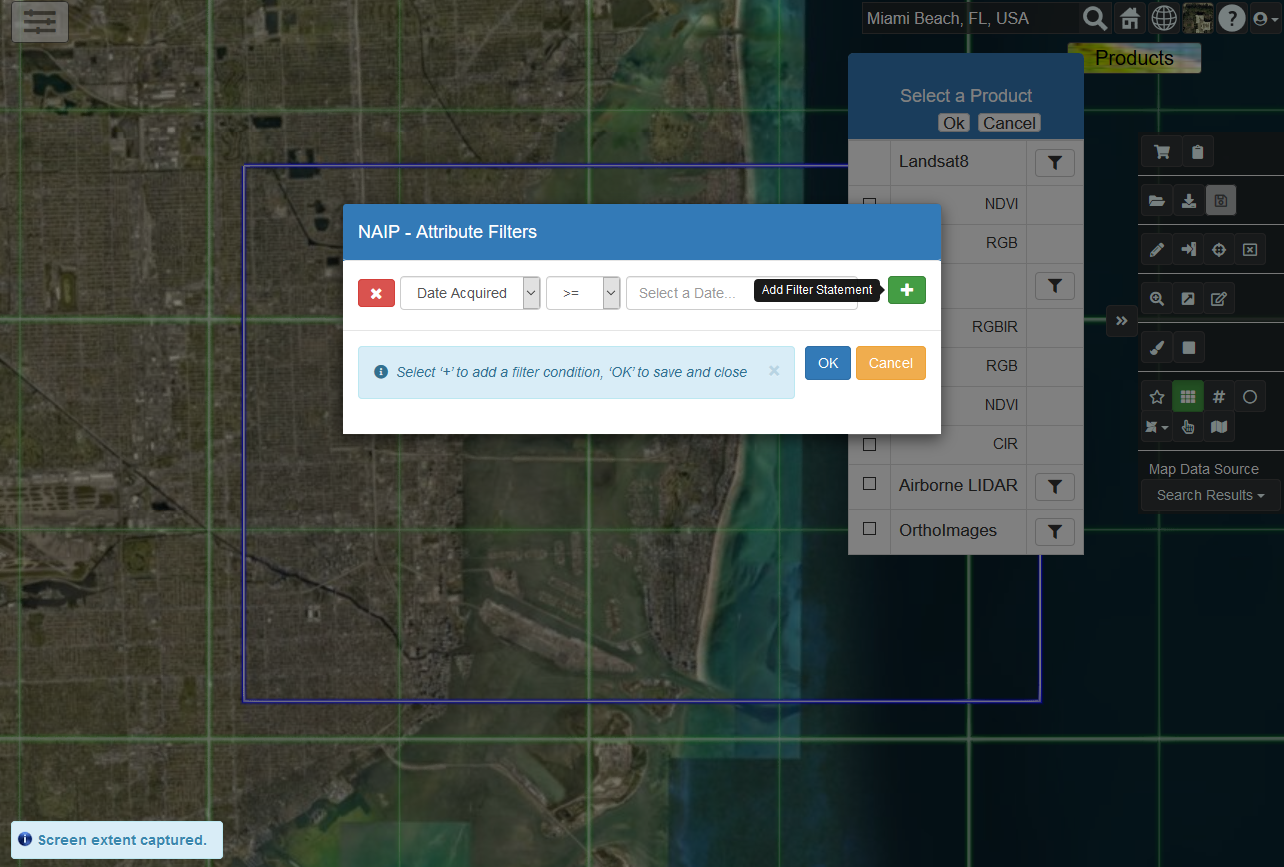 Miami Beach, FL, USA
Products
Select a Product
Ok Cancel
Landsat8
NDVI
RGB
NAIP - Attribute Filters
Date Acquired >= Select a Date... Add Filter Statement
RGBIR
RGB
Select ‘+’ to add a filter condition, ‘OK’ to save and close
OK Cancel
NDVI
CIR
Map Data Source
Airborne LIDAR
Search Results
OrthoImages
Screen extent captured.